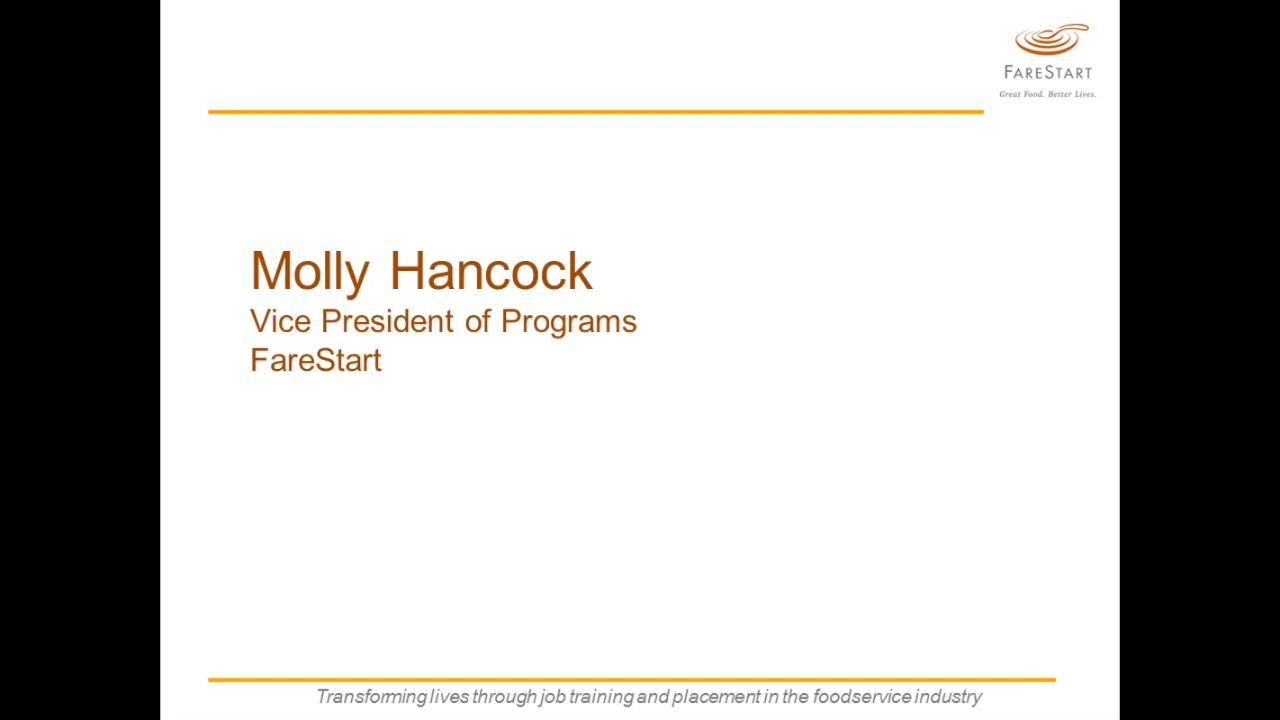 FARESTART
Great Food. Better Lives.
Molly Hancock
Vice President of Programs
FareStart
Transforming lives through job training and placement in the foodservice industry